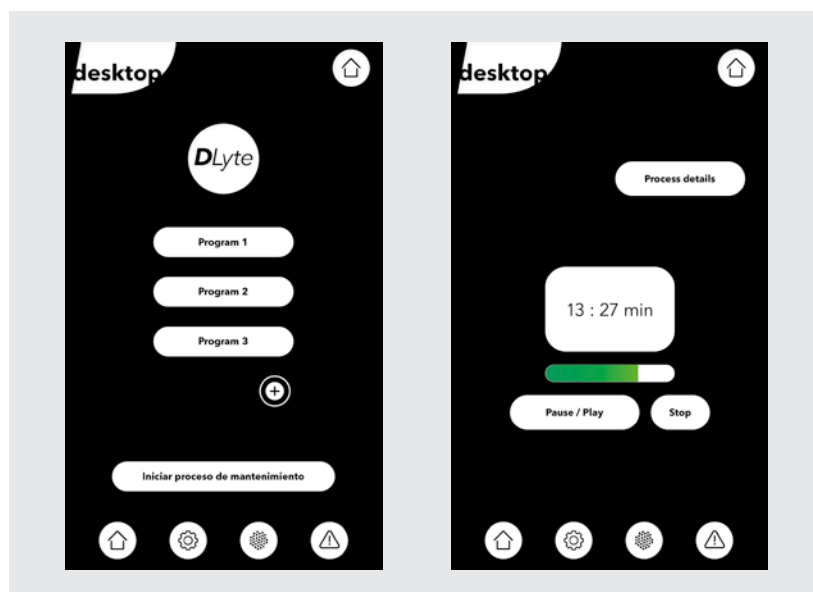 desktop
DLyte
Program 1
Program 2
Program 3
Iniciar proceso de mantenimiento
desktop
Process details
13 : 27 min
Pause / Play
Stop